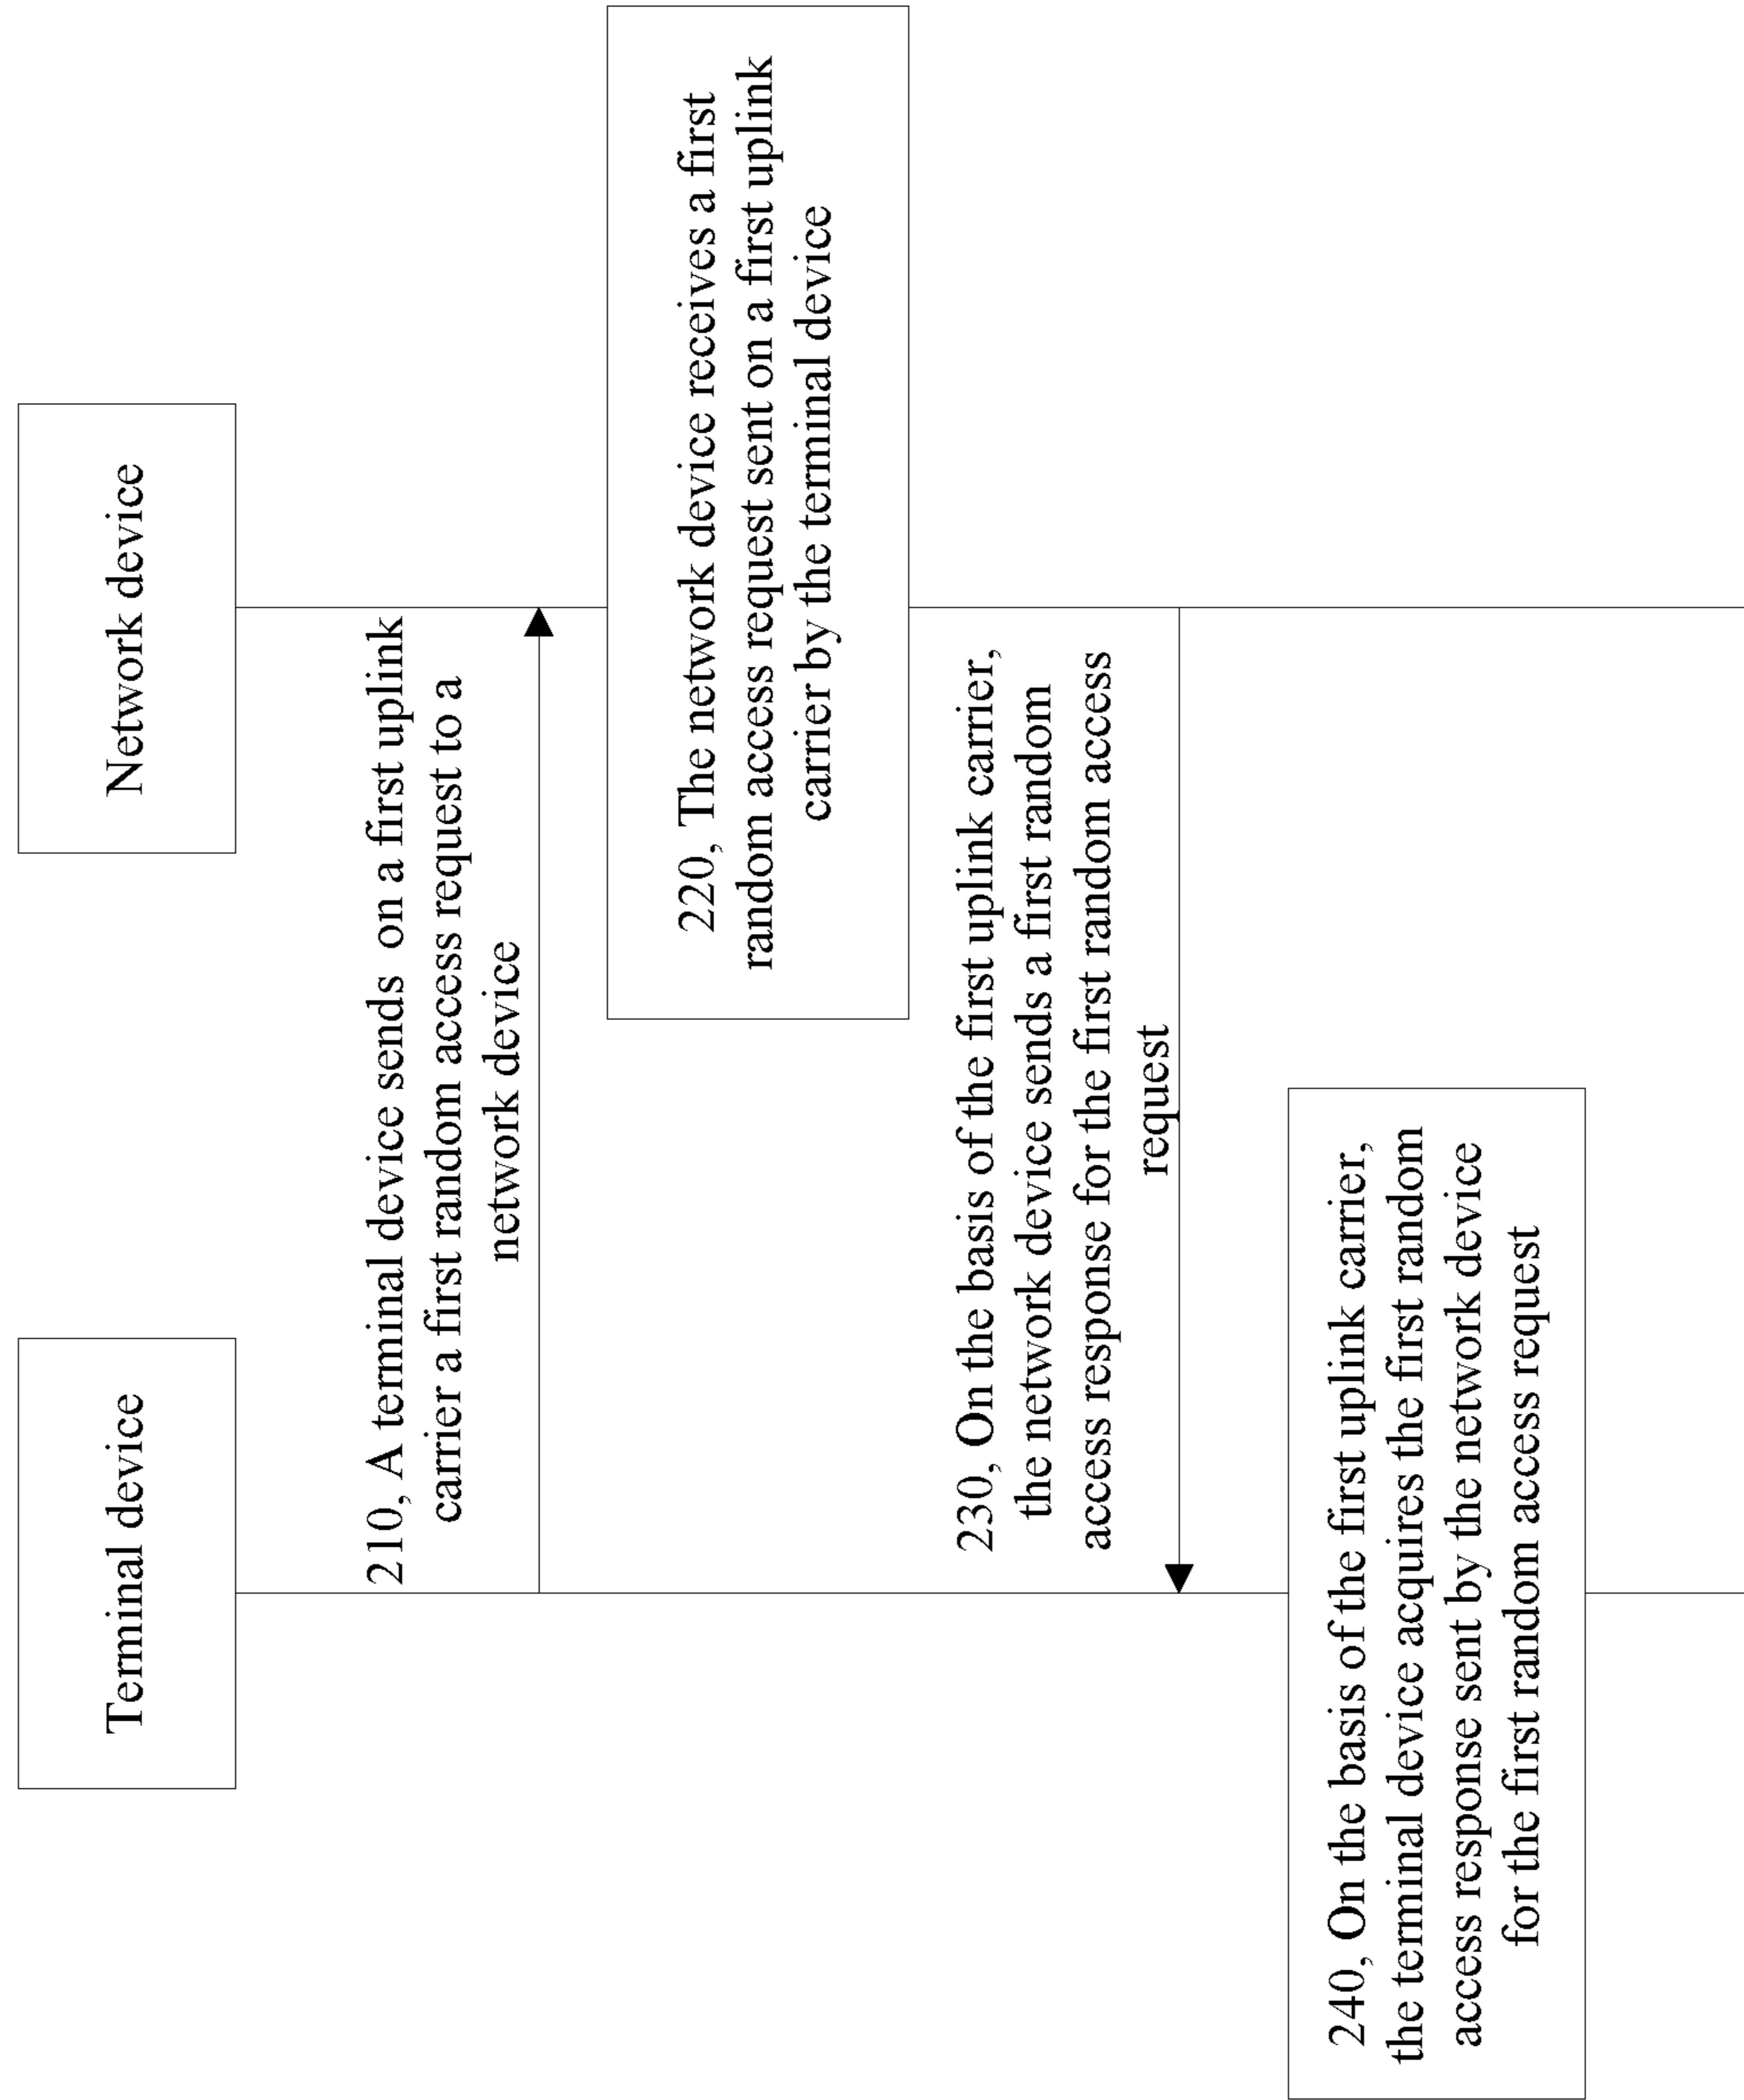 Terminal device
Network device
210, A terminal device sends on a first uplink
carrier a first random access request to a
network device
220, The network device receives a first
random access request sent on a first uplink
carrier by the terminal device
230, On the basis of the first uplink carrier,
the network device sends a first random
access response for the first random access
request
240, On the basis of the first uplink carrier,
the terminal device acquires the first random
access response sent by the network device
for the first random access request